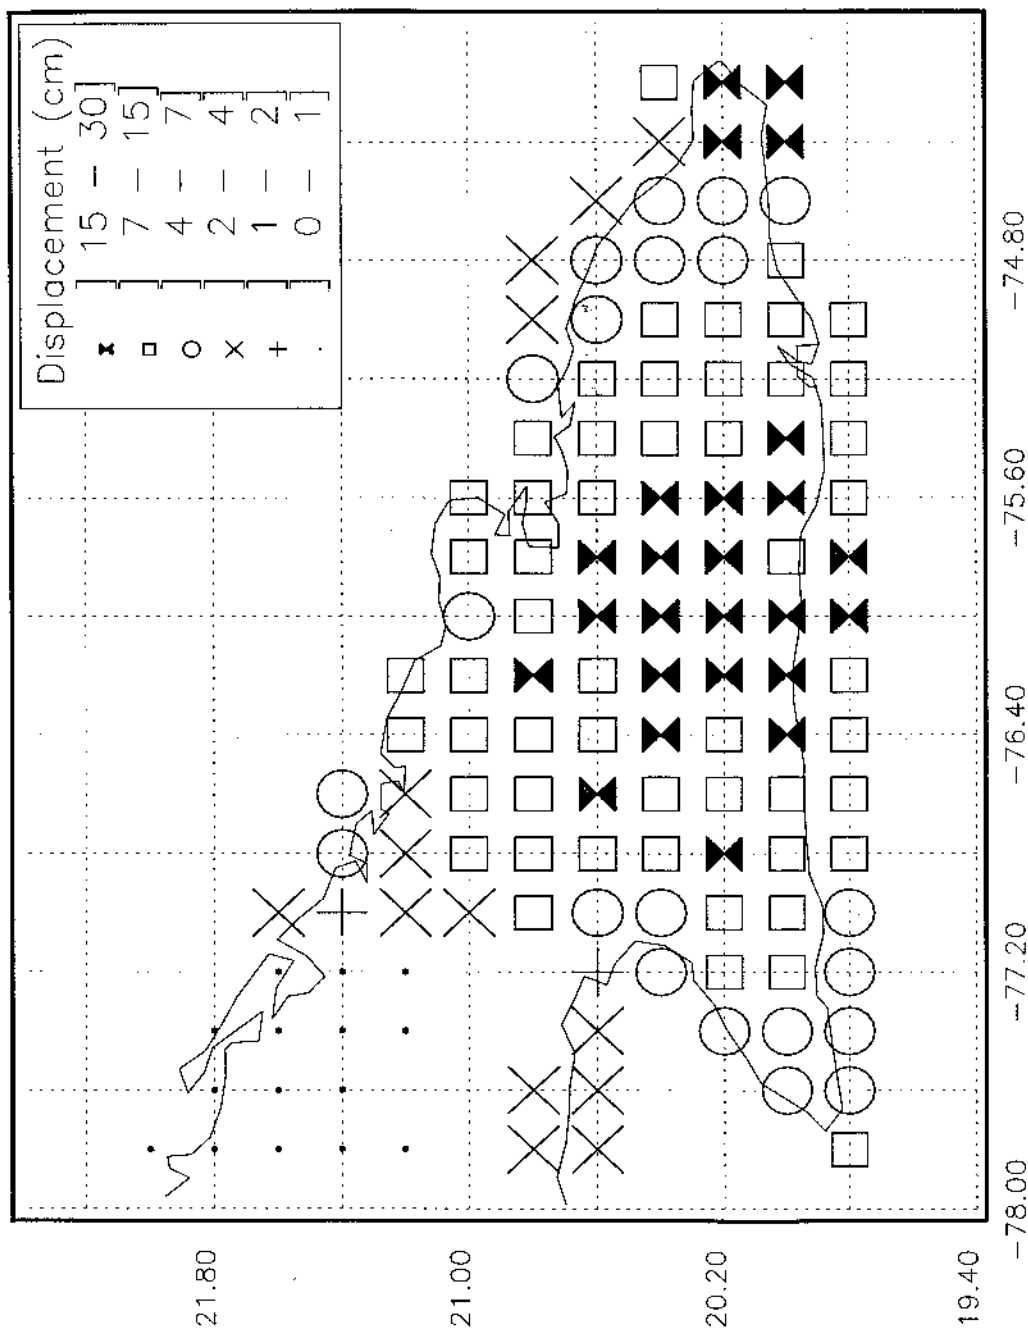 Displacement (cm)
[15 – 30]
[7 – 15]
[4 – 7]
[2 – 4]
[1 – 2]
[0 – 1]
21.80
21.00
20.20
19.40
−78.00
−77.20
−76.40
−75.60
−74.80